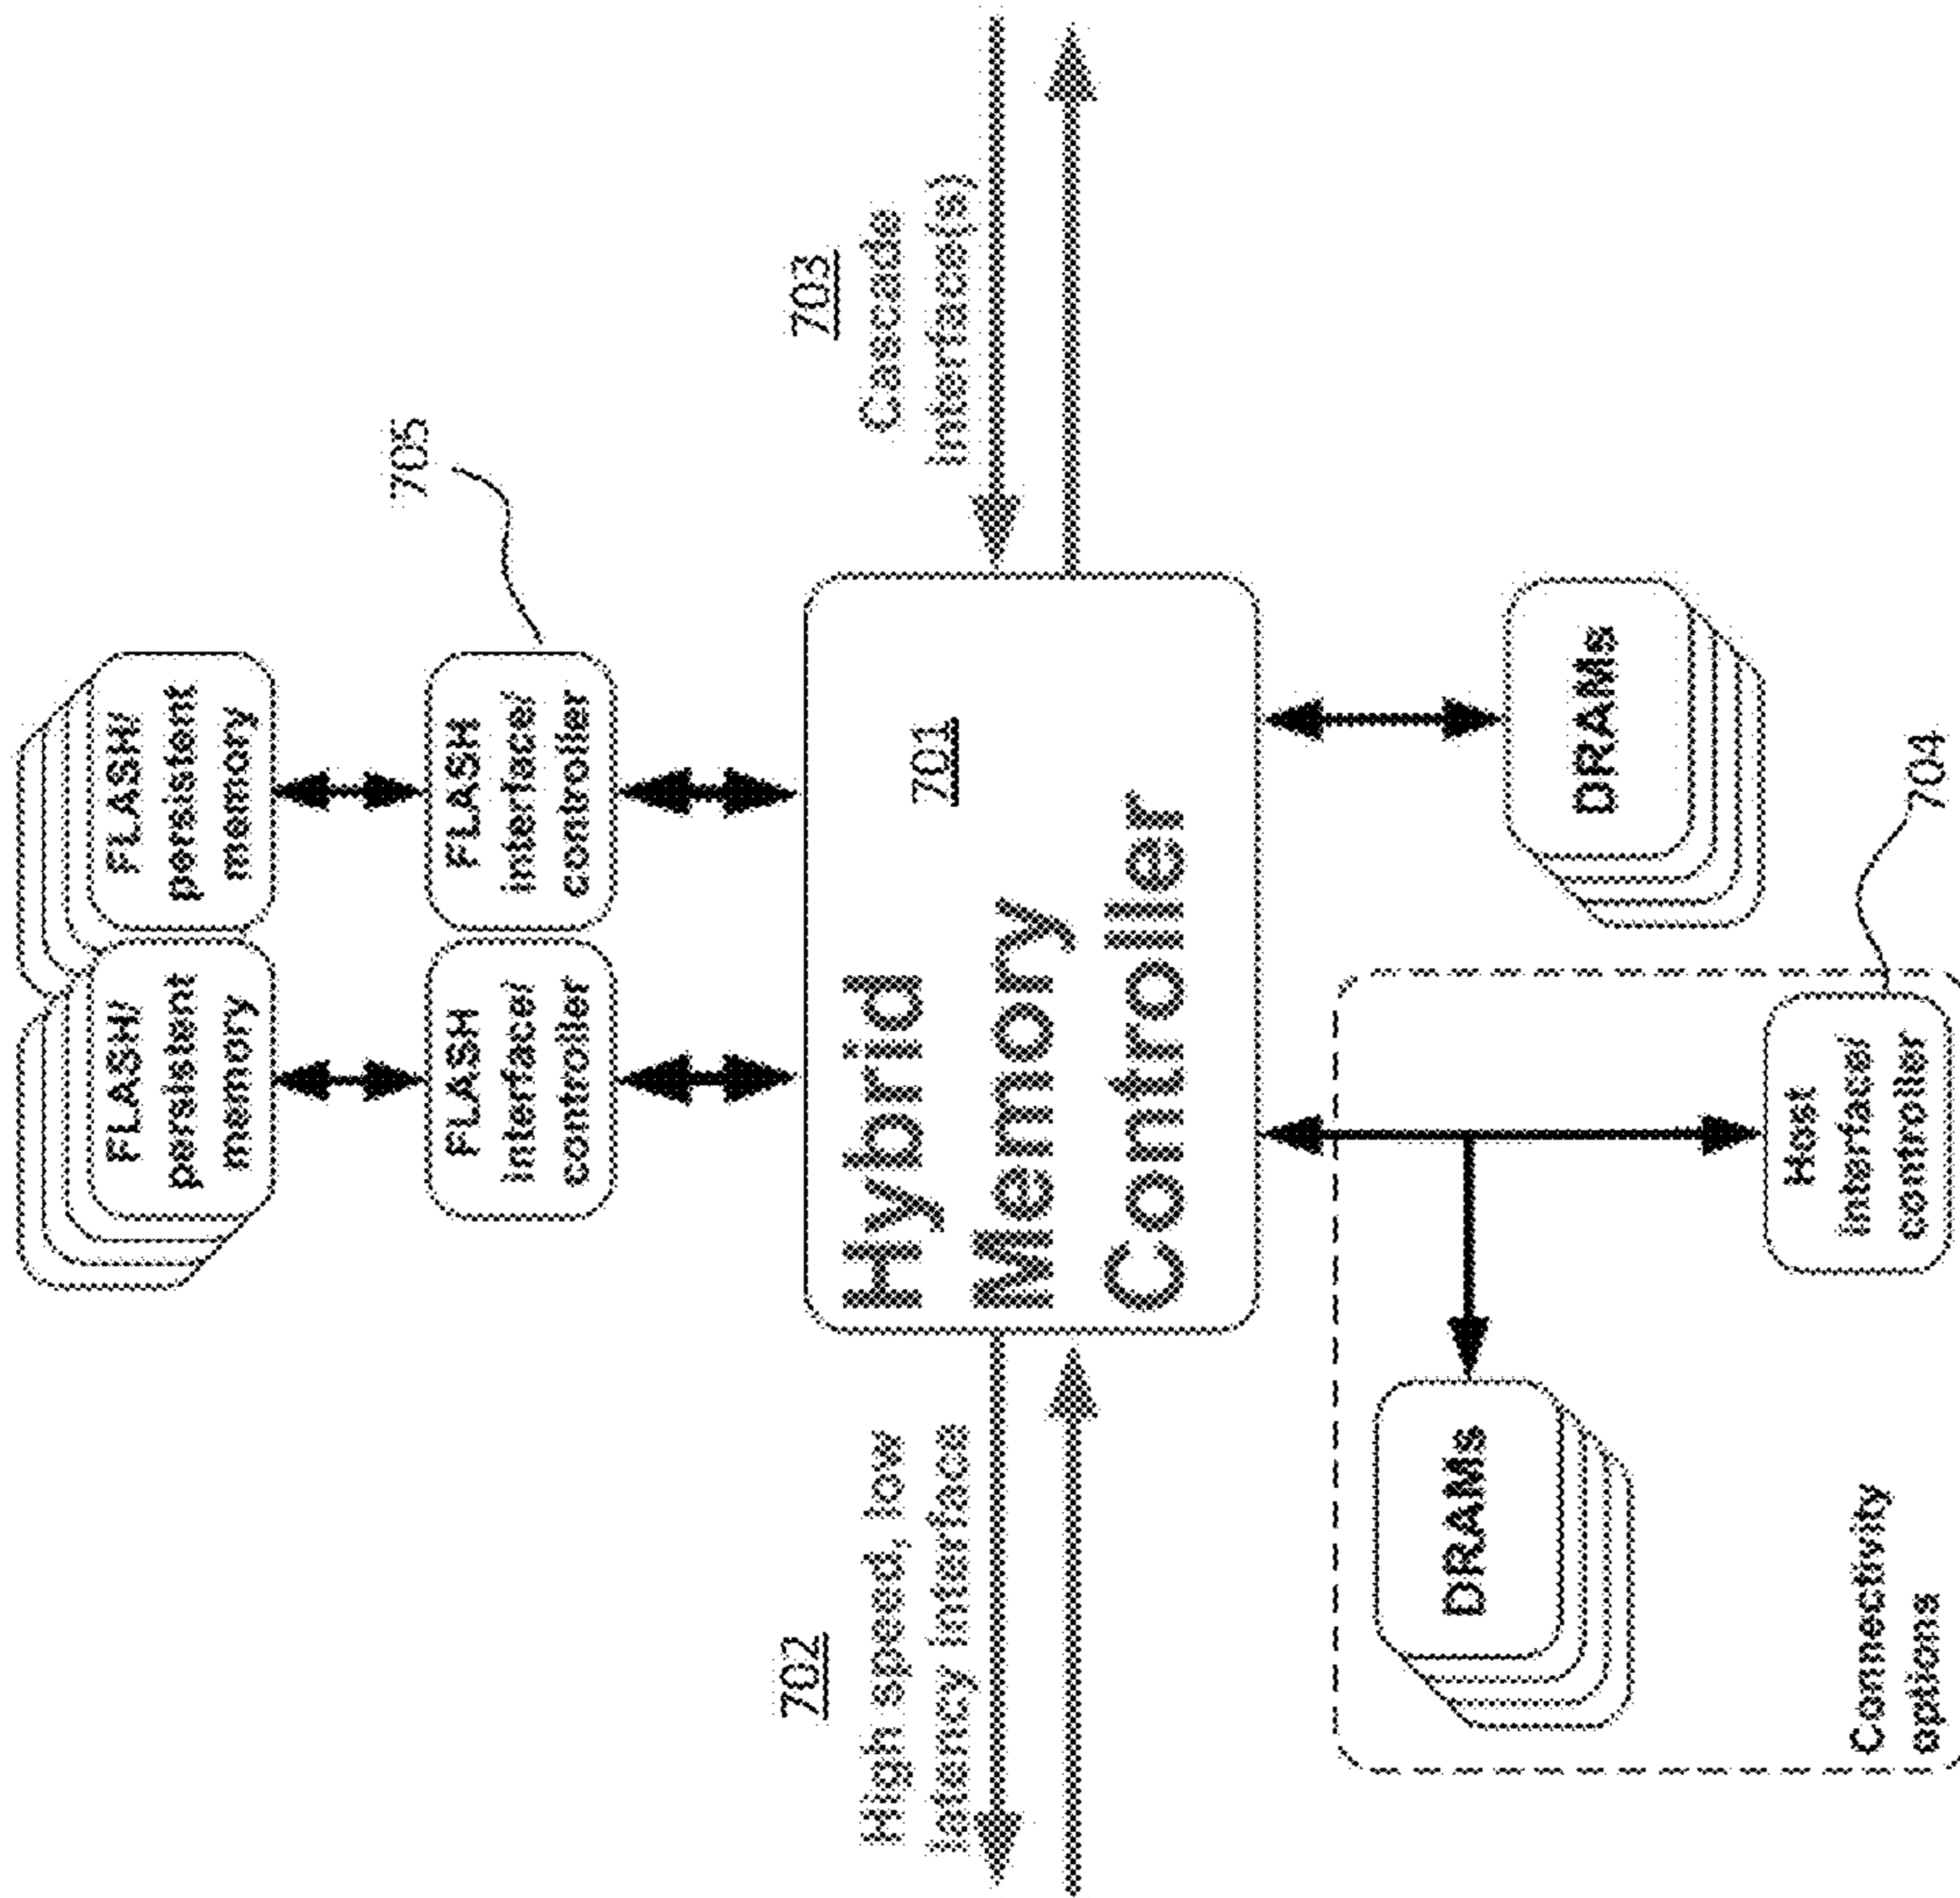 FLASH/
persistent
memory
FLASH/
persistent
memory
FLASH
interface/
controller
FLASH
interface/
controller
705
702
High speed, low
latency interface
Hybrid
Memory
Controller
701
703
Cascade
interface(s)
DRAMs
Connectivity
options
Host
interface/
controller
704
DRAMs